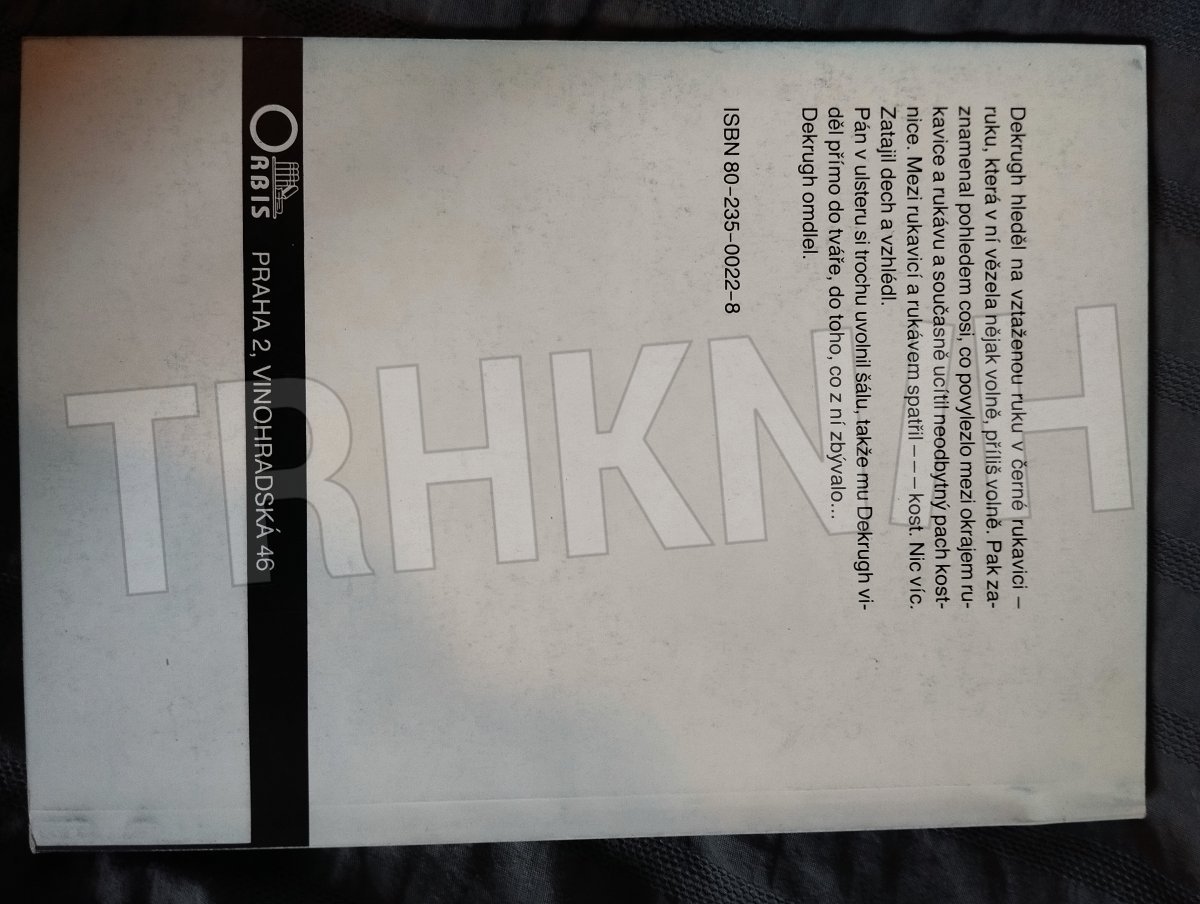 Dekrugh hleděl na vztaženou ruku v černé rukavici –
ruku, která v ní vězela nějak volně, příliš volně. Pak za-
znamenal pohledem cosi, co povylezlo mezi okrajem ru-
kavice a rukávu a současně ucítil neodbytný pach kost-
nice. Mezi rukavicí a rukávem spatřil – – – kost. Nic víc.
Zatajil dech a vzhlédl.
Pán v ulsteru si trochu uvolnil šálu, takže mu Dekrugh vi-
děl přímo do tváře, do toho, co z ní zbývalo...
Dekrugh omdlel.
ISBN 80–235–0022–8
ORBIS PRAHA 2, VINOHRADSKÁ 46
TRHKNIH